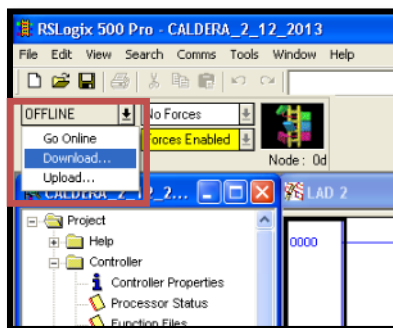 RSLogix 500 Pro - CALDERA_2_12_2013
File Edit View Search Comms Tools Window Help
OFFLINE No Forces
Go Online Forces Enabled
Download...
Upload... Node : 0d
CALDERA_2_12_2... LAD 2
Project
Help 0000
Controller
Controller Properties
Processor Status
Function Files